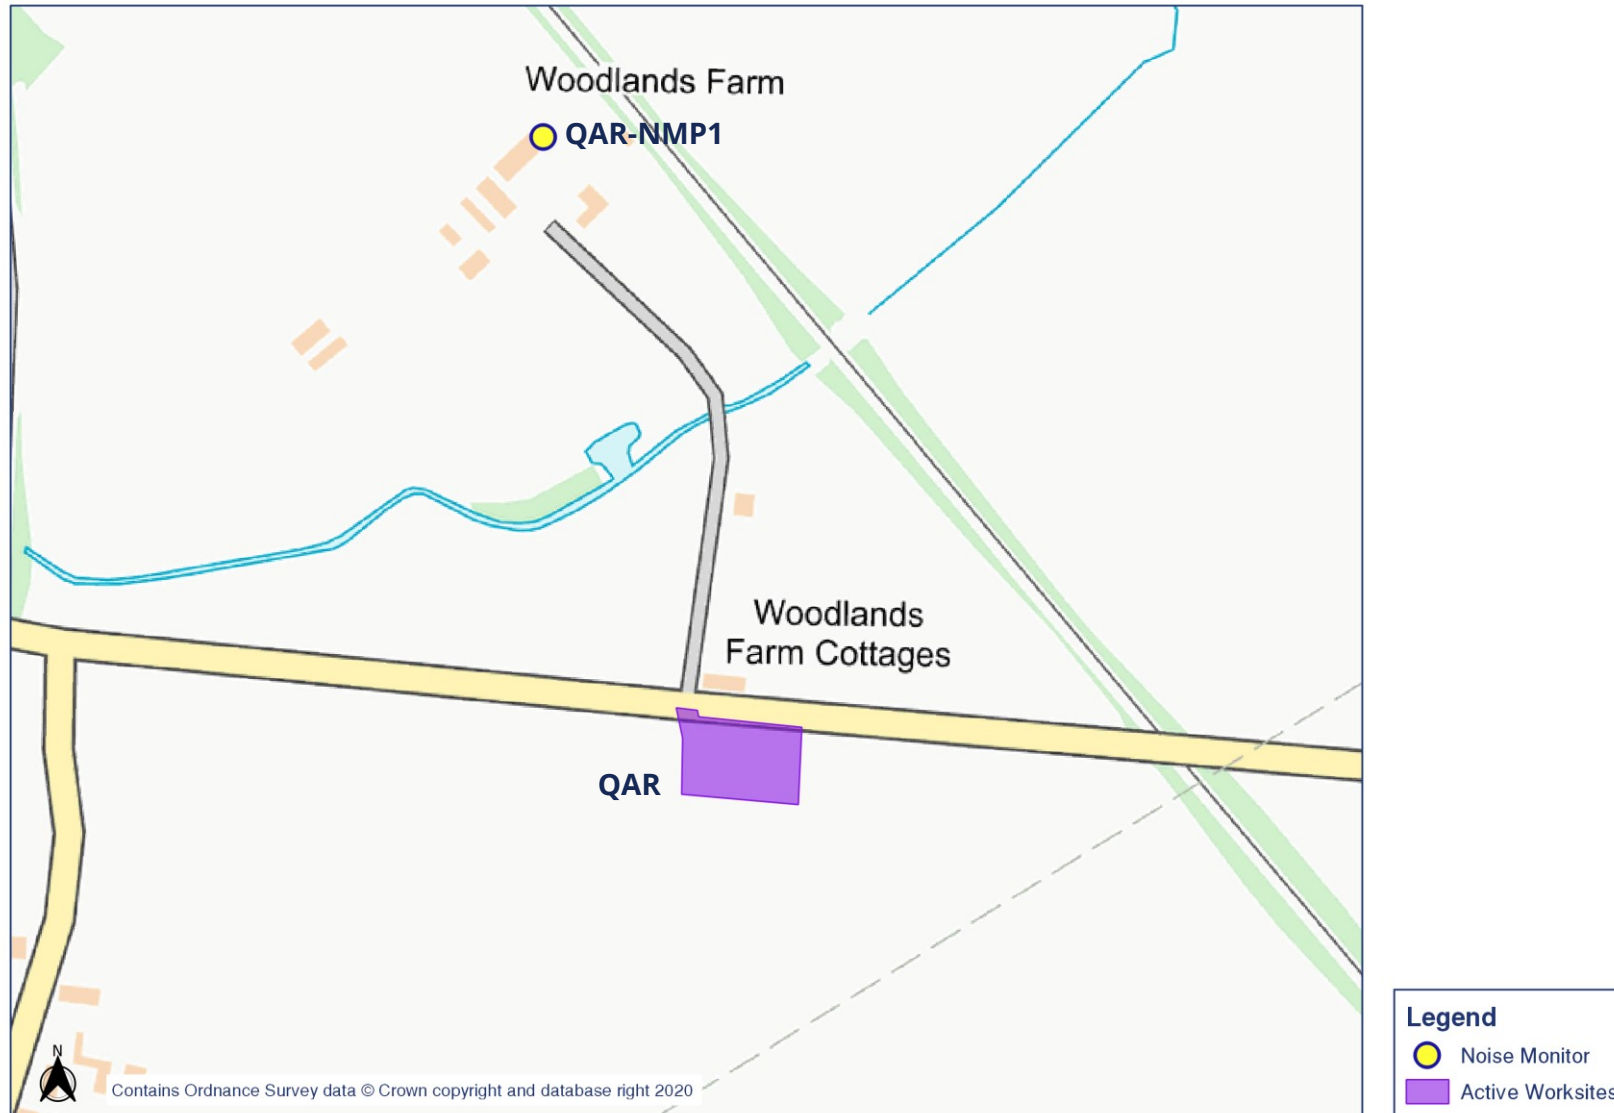 Woodlands Farm
QAR-NMP1
Woodlands
Farm Cottages
QAR
N
Contains Ordnance Survey data © Crown copyright and database right 2020
Legend
Noise Monitor
Active Worksites